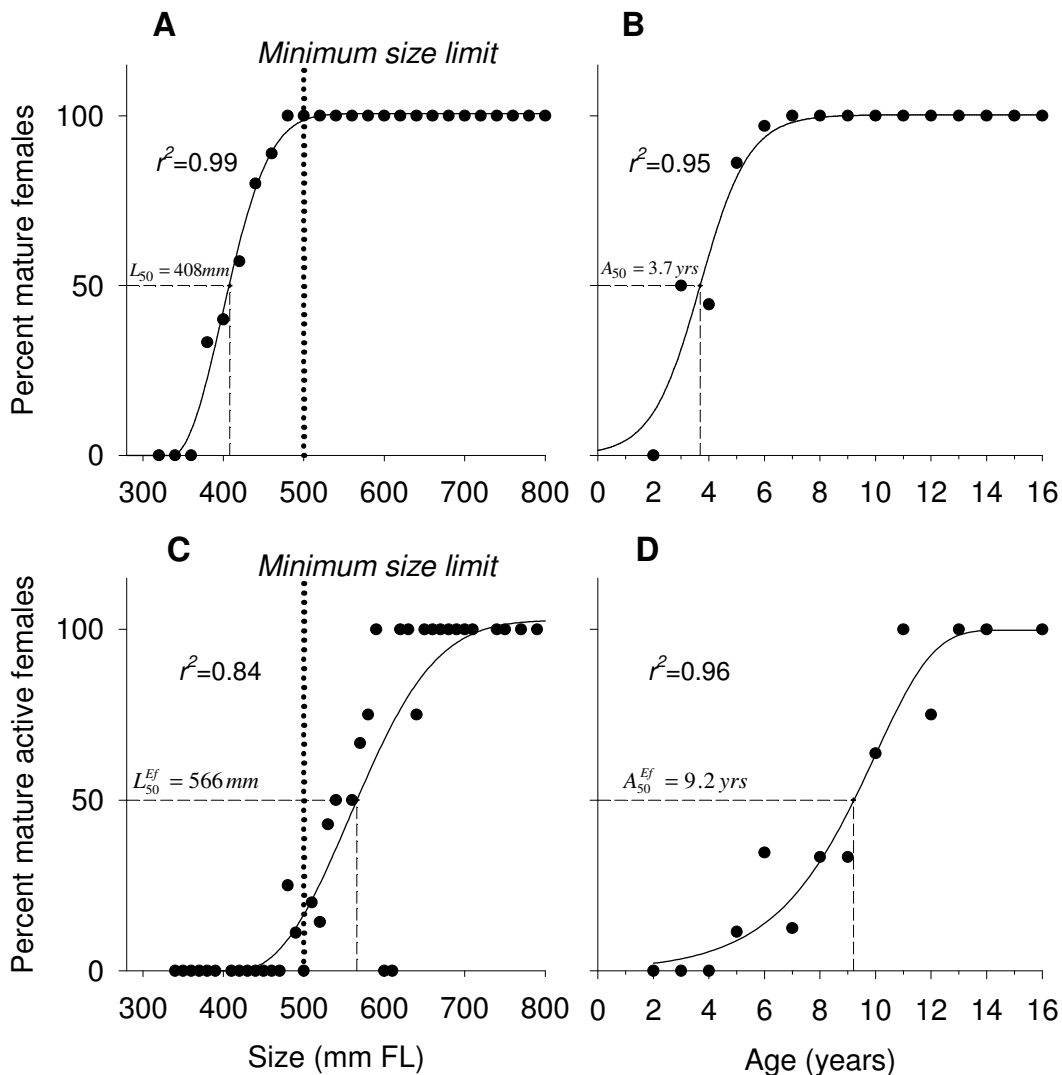 A
B
Minimum size limit
Percent mature females
100
50
0
r²=0.99
L₅₀ = 408mm
300 400 500 600 700 800
r²=0.95
A₅₀ = 3.7 yrs
0 2 4 6 8 10 12 14 16
C
D
Minimum size limit
Percent mature active females
100
50
0
r²=0.84
L₅₀^Ef = 566 mm
300 400 500 600 700 800
Size (mm FL)
r²=0.96
A₅₀^Ef = 9.2 yrs
0 2 4 6 8 10 12 14 16
Age (years)